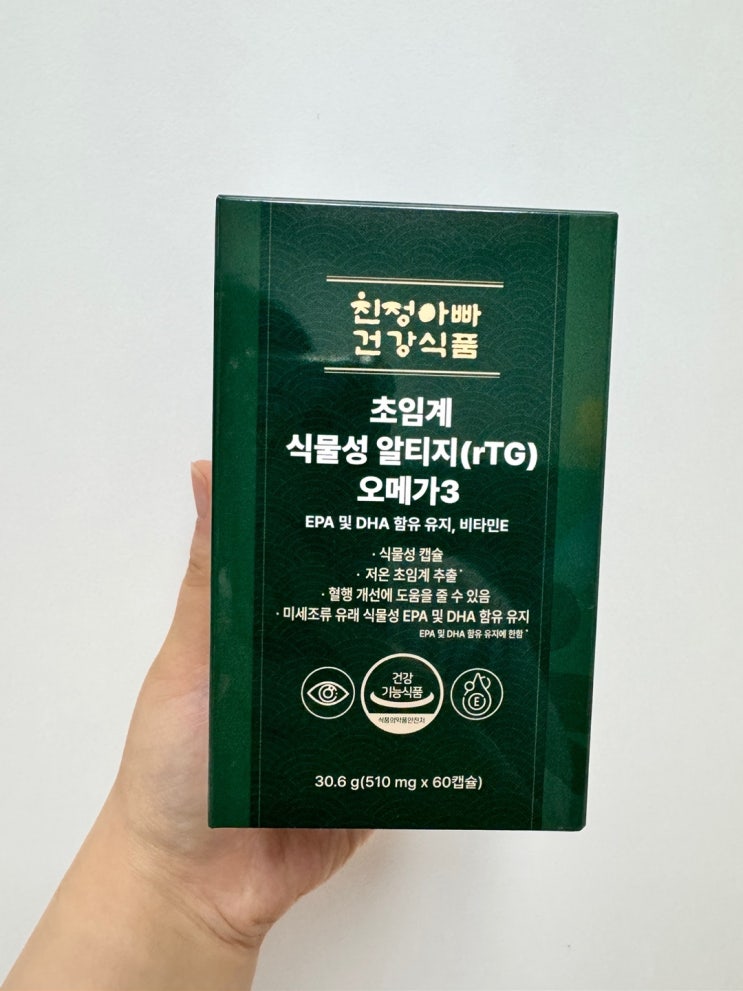 친정아빠
건강식품
초임계
식물성 알티지(rTG)
오메가3
EPA 및 DHA 함유 유지, 비타민E
· 식물성 캡슐
· 저온 초임계 추출*
· 혈행 개선에 도움을 줄 수 있음
· 미세조류 유래 식물성 EPA 및 DHA 함유 유지
EPA 및 DHA 함유 유지에 한함*
건강
기능식품
식품의약품안전처
E
30.6 g(510 mg x 60캡슐)